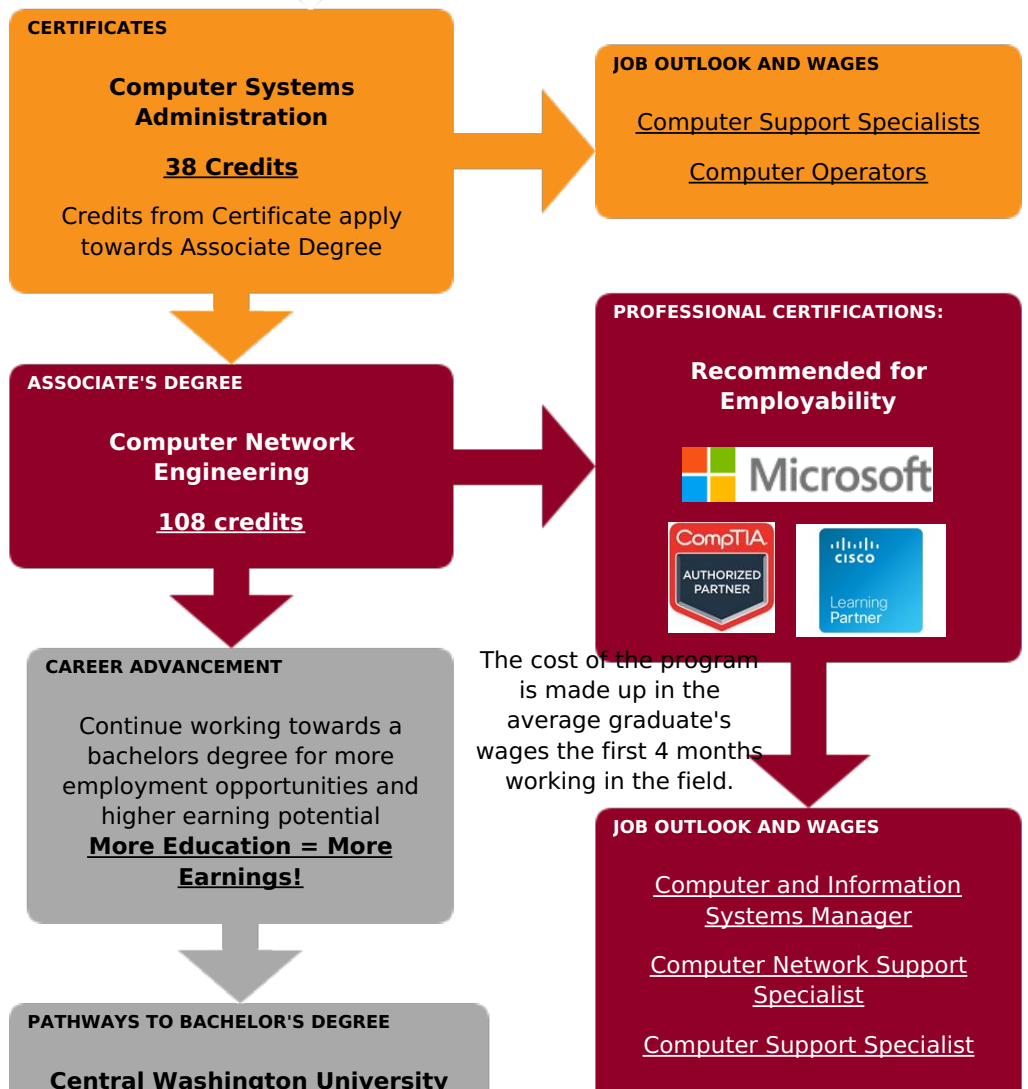 CERTIFICATES
Computer Systems
Administration
38 Credits
Credits from Certificate apply
towards Associate Degree
JOB OUTLOOK AND WAGES
Computer Support Specialists
Computer Operators
ASSOCIATE'S DEGREE
Computer Network
Engineering
108 credits
PROFESSIONAL CERTIFICATIONS:
Recommended for
Employability
Microsoft
CompTIA
AUTHORIZED
PARTNER
CISCO
Learning
Partner
CAREER ADVANCEMENT
Continue working towards a
bachelors degree for more
employment opportunities and
higher earning potential
More Education = More
Earnings!
The cost of the program
is made up in the
average graduate's
wages the first 4 months
working in the field.
JOB OUTLOOK AND WAGES
Computer and Information
Systems Manager
Computer Network Support
Specialist
Computer Support Specialist
PATHWAYS TO BACHELOR'S DEGREE
Central Washington University